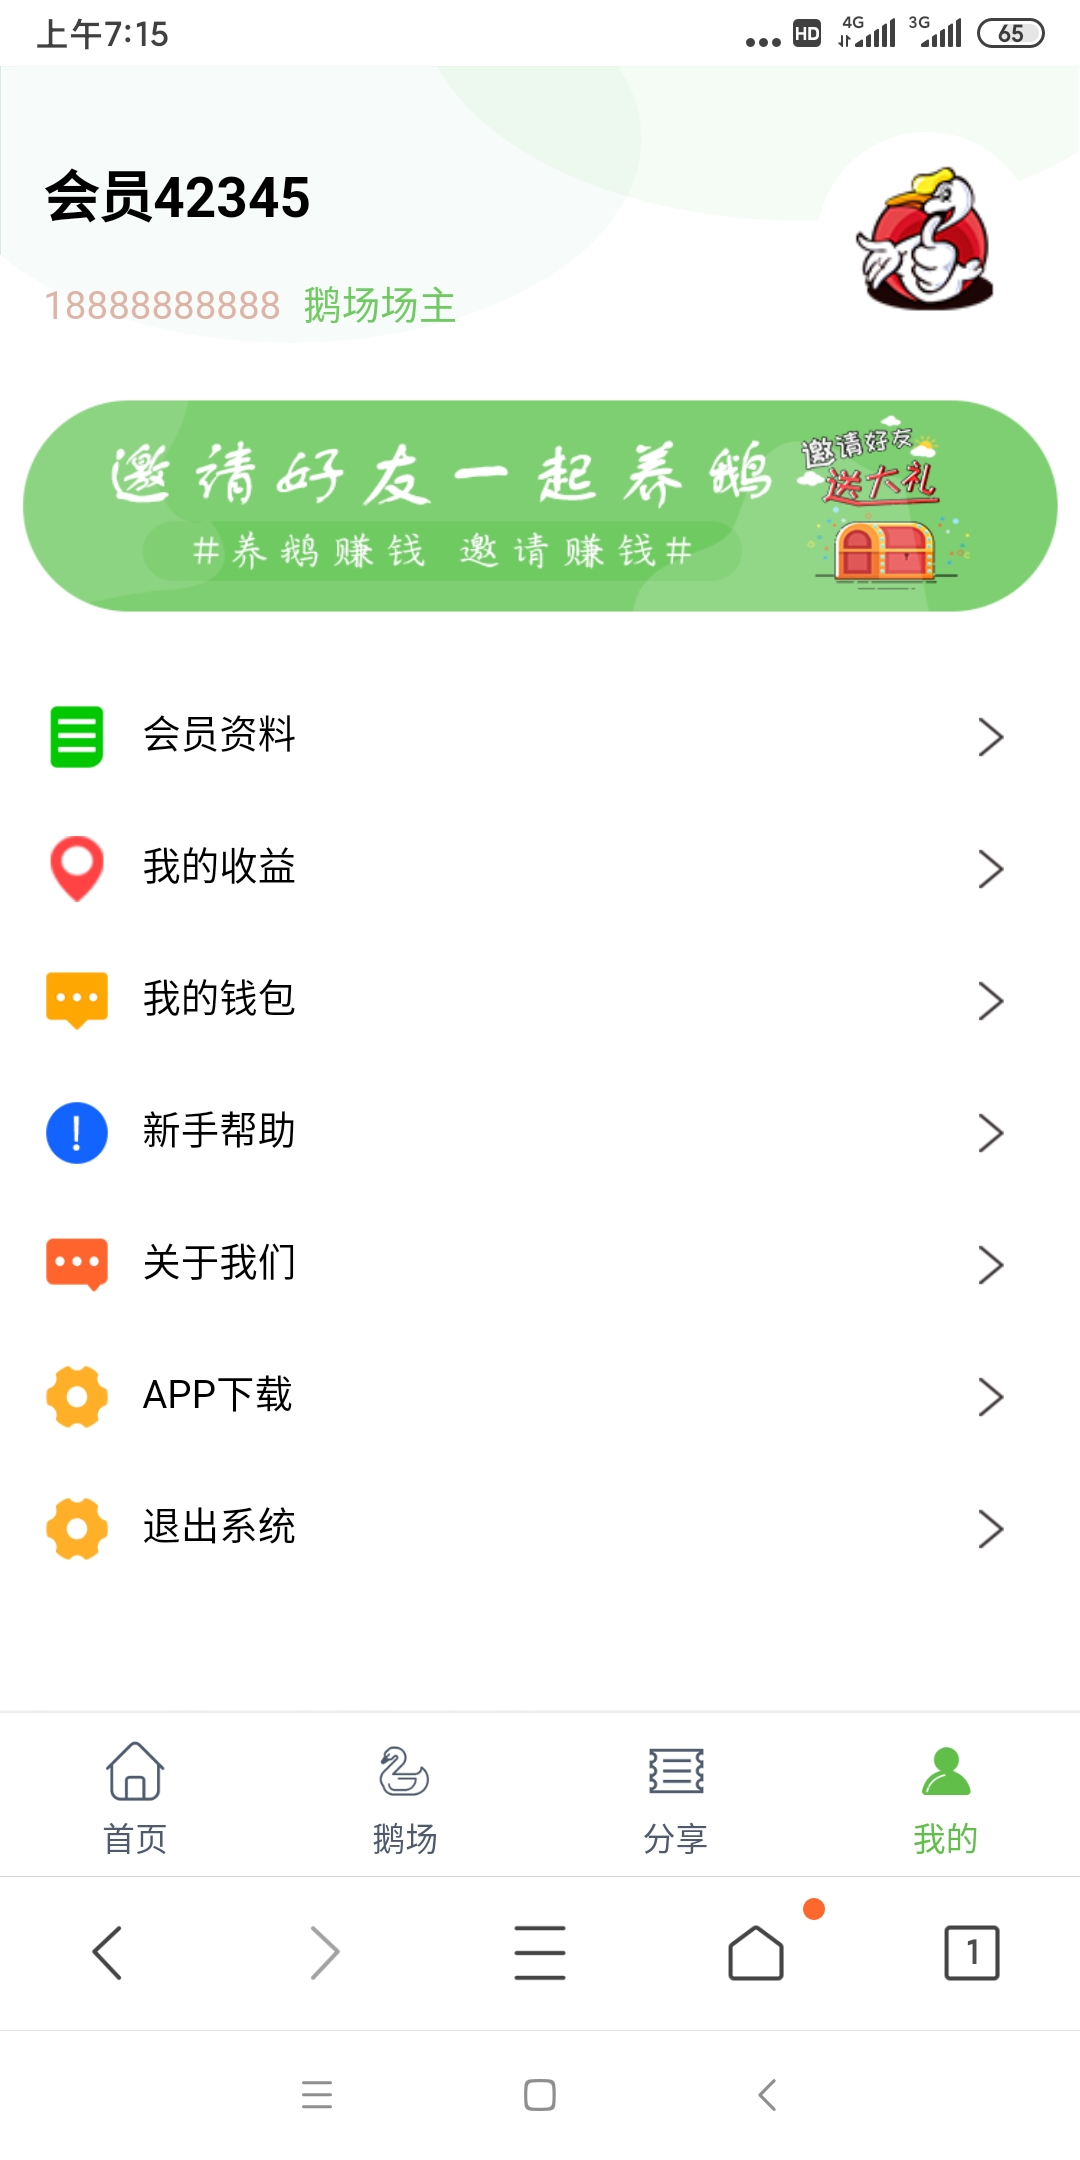 上午7:15
HD 4G 3G 65
会员42345
18888888888 鹅场场主
邀请好友一起养鹅
#养鹅赚钱 邀请赚钱#
邀请好友
送大礼
会员资料
我的收益
我的钱包
新手帮助
关于我们
APP下载
退出系统
首页 鹅场 分享 我的
1